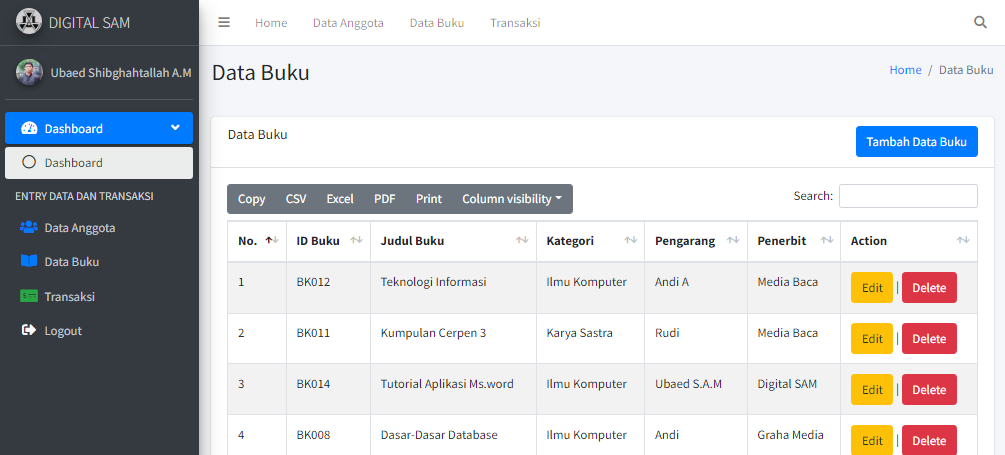 DIGITAL SAM
Home Data Anggota Data Buku Transaksi
Ubaed Shibghahtallah A.M
Data Buku
Home / Data Buku
Dashboard
Dashboard
ENTRY DATA DAN TRANSAKSI
Data Anggota
Data Buku
Transaksi
Logout
Data Buku
Tambah Data Buku
Copy CSV Excel PDF Print Column visibility
Search:
No. ID Buku Judul Buku Kategori Pengarang Penerbit Action
1 BK012 Teknologi Informasi Ilmu Komputer Andi A Media Baca Edit | Delete
2 BK011 Kumpulan Cerpen 3 Karya Sastra Rudi Media Baca Edit | Delete
3 BK014 Tutorial Aplikasi Ms.word Ilmu Komputer Ubaed S.A.M Digital SAM Edit | Delete
4 BK008 Dasar-Dasar Database Ilmu Komputer Andi Graha Media Edit | Delete